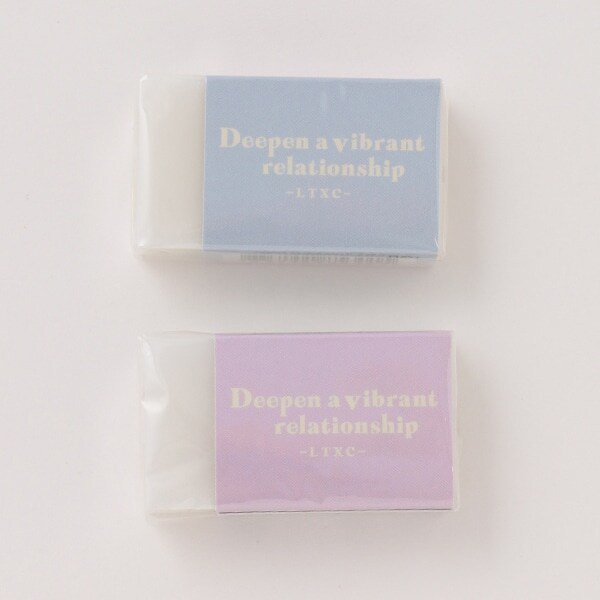 Deepen a vibrant
relationship
-LTXC-
Deepen a vibrant
relationship
-LTXC-